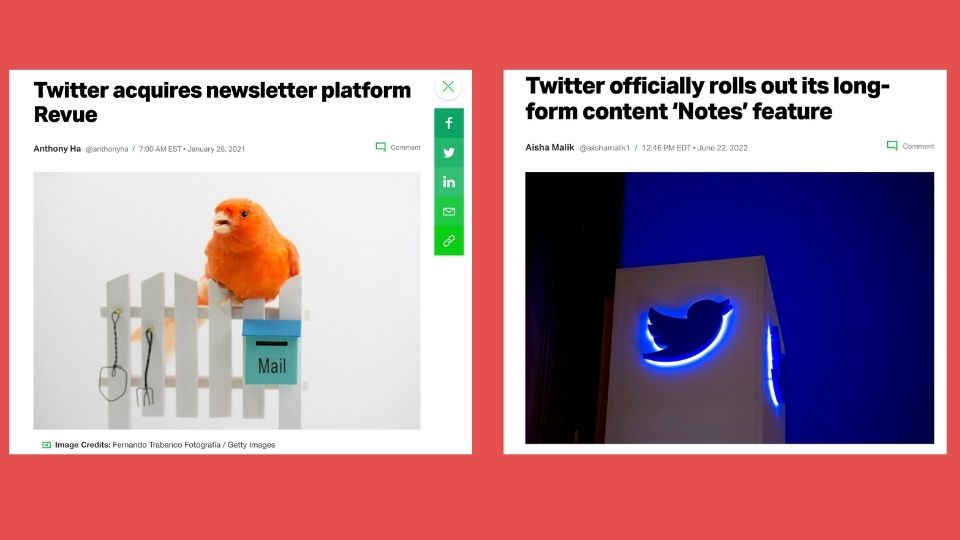 Twitter acquires newsletter platform
Revue
Anthony Ha @anthonyha / 7:00 AM EST • January 26, 2021
Comment
Mail
Image Credits: Fernando Trabanco Fotografía / Getty Images
Twitter officially rolls out its long-
form content ‘Notes’ feature
Aisha Malik @aiishamalik1 / 12:46 PM EDT • June 22, 2022
Comment